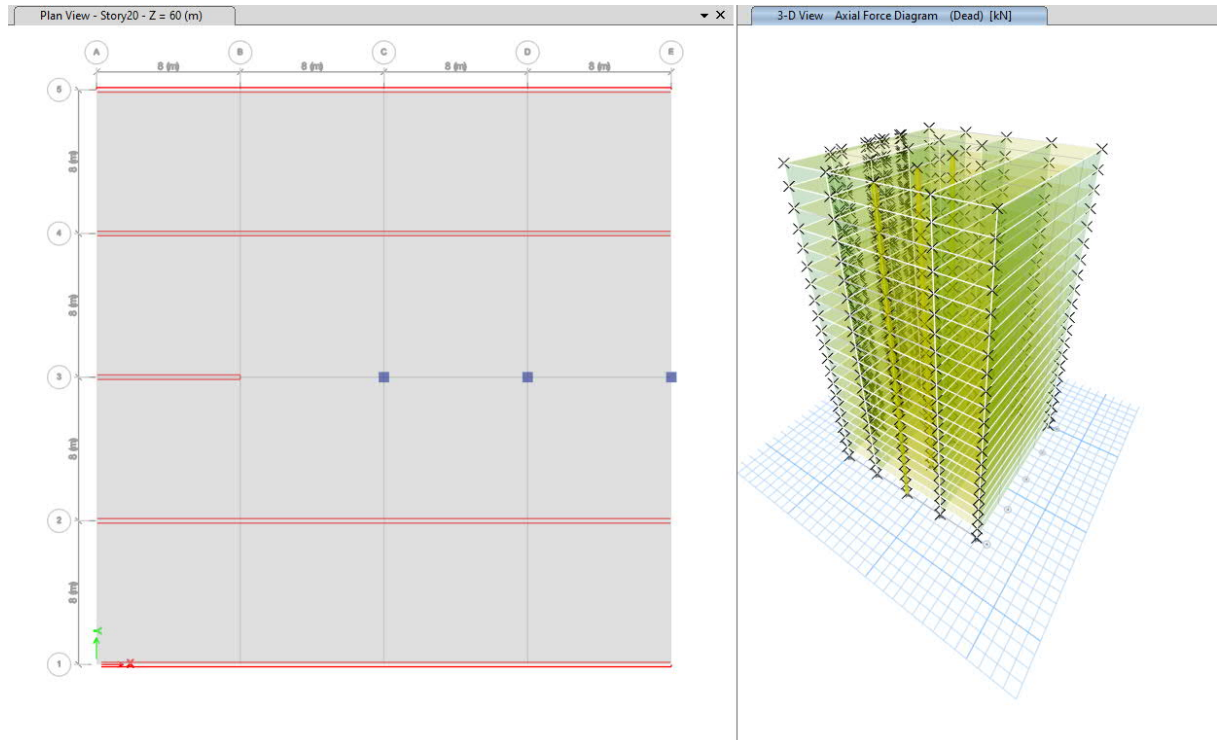 Plan View - Story20 - Z = 60 (m)
3-D View Axial Force Diagram (Dead) [kN]
A B C D E
8 (m) 8 (m) 8 (m) 8 (m)
5
8 (m)
4
8 (m)
3
8 (m)
2
8 (m)
Y
1
X